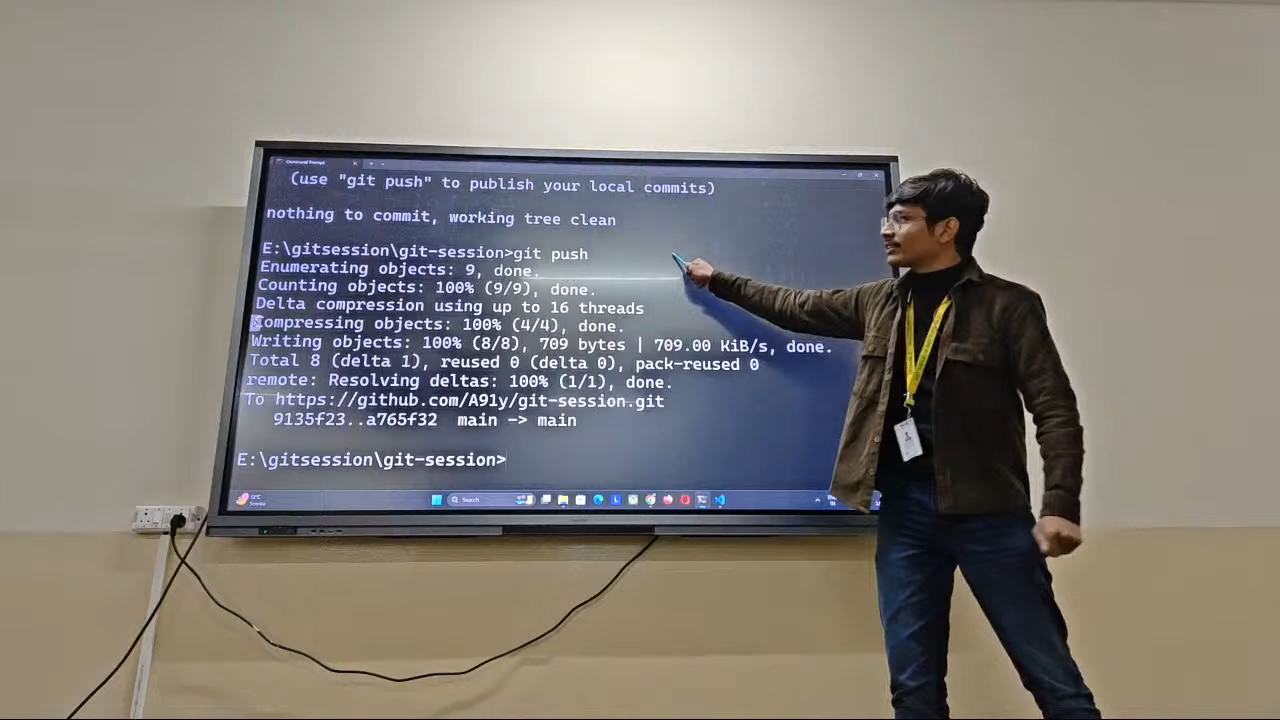 Command Prompt
(use "git push" to publish your local commits)
nothing to commit, working tree clean
E:\gitsession\git-session>git push
Enumerating objects: 9, done.
Counting objects: 100% (9/9), done.
Delta compression using up to 16 threads
Compressing objects: 100% (4/4), done.
Writing objects: 100% (8/8), 709 bytes | 709.00 KiB/s, done.
Total 8 (delta 1), reused 0 (delta 0), pack-reused 0
remote: Resolving deltas: 100% (1/1), done.
To https://github.com/A91y/git-session.git
9135f23..a765f32 main -> main
E:\gitsession\git-session>
12°C
Search